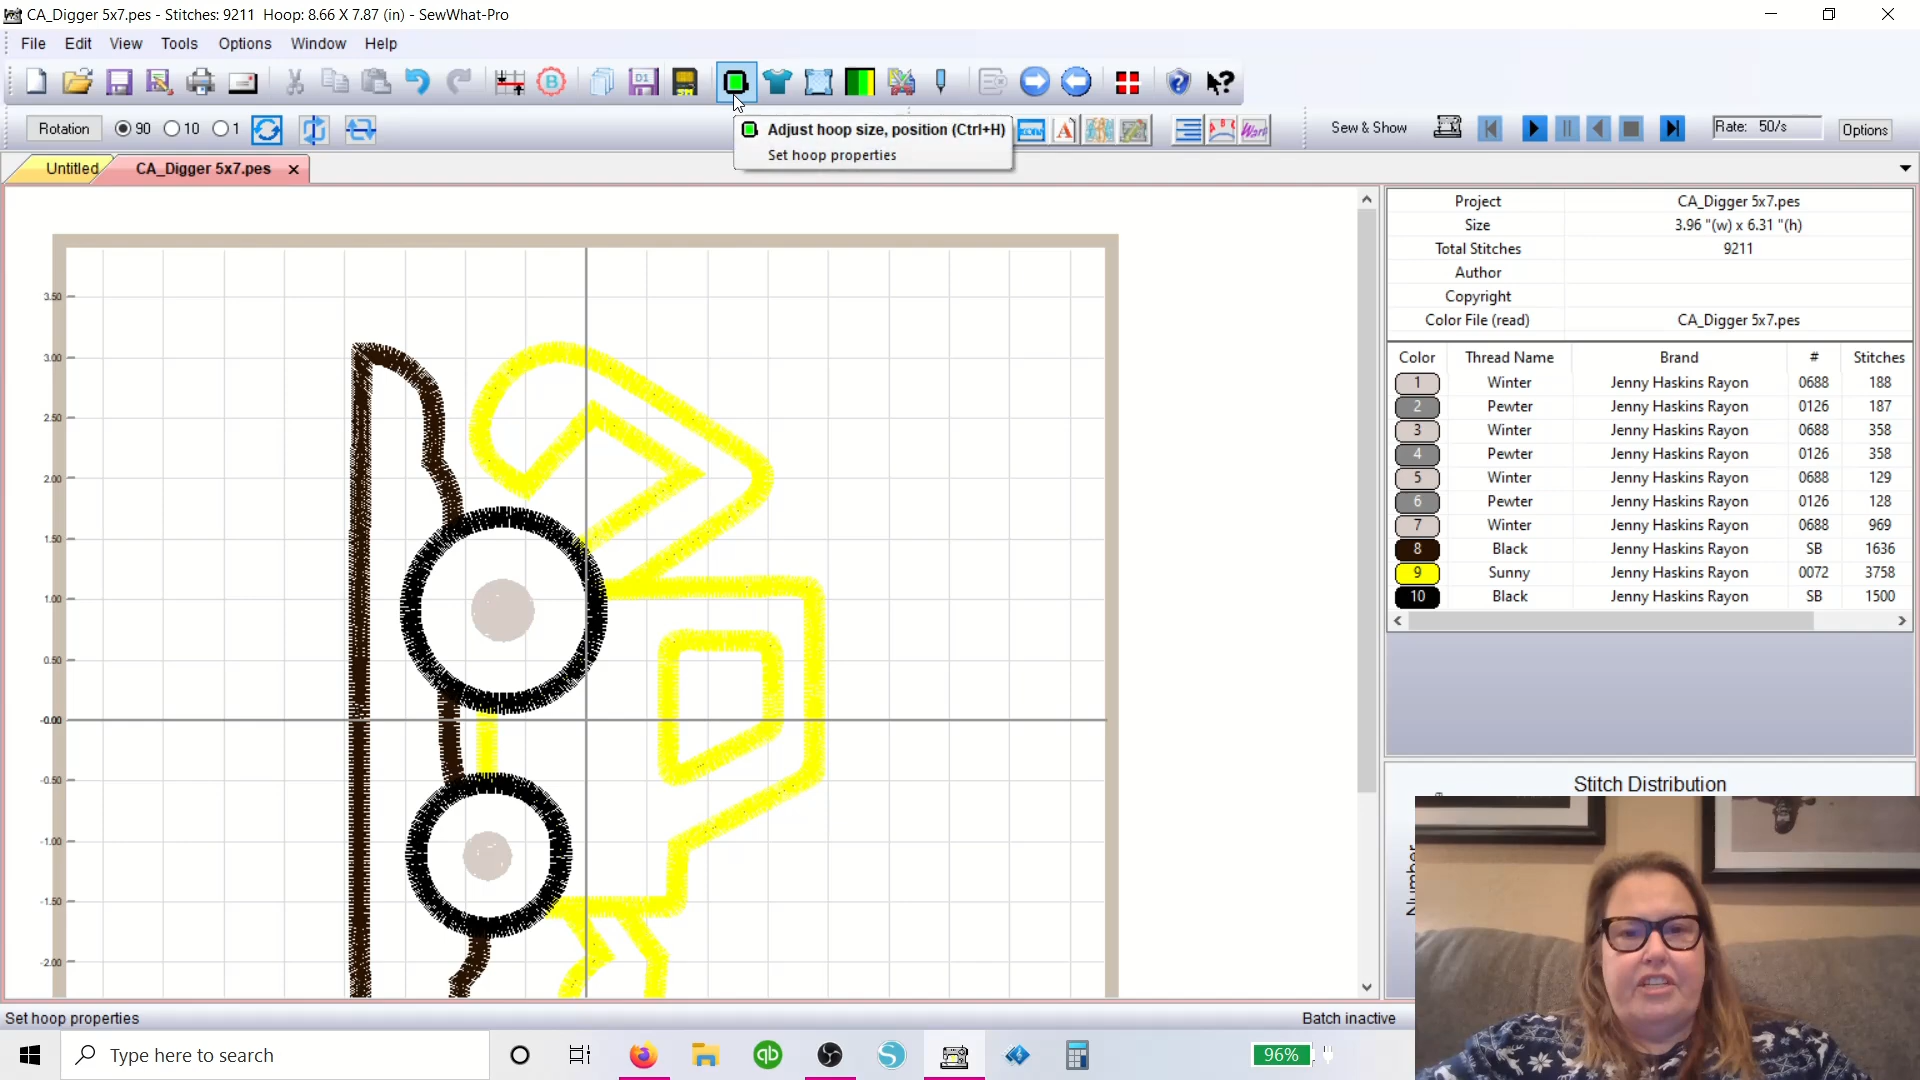 CA_Digger 5x7.pes - Stitches: 9211 Hoop: 8.66 X 7.87 (in) - SewWhat-Pro
File Edit View Tools Options Window Help
B D1
Rotation 90 10 1 A Sew & Show Rate: 50/s Options
Adjust hoop size, position (Ctrl+H)
Set hoop properties
Untitled CA_Digger 5x7.pes
Project CA_Digger 5x7.pes
Size 3.96 "(w) x 6.31 "(h)
Total Stitches 9211
Author
Copyright
Color File (read) CA_Digger 5x7.pes
Color Thread Name Brand # Stitches
1 Winter Jenny Haskins Rayon 0688 188
2 Pewter Jenny Haskins Rayon 0126 187
3 Winter Jenny Haskins Rayon 0688 358
4 Pewter Jenny Haskins Rayon 0126 358
5 Winter Jenny Haskins Rayon 0688 129
6 Pewter Jenny Haskins Rayon 0126 128
7 Winter Jenny Haskins Rayon 0688 969
8 Black Jenny Haskins Rayon SB 1636
9 Sunny Jenny Haskins Rayon 0072 3758
10 Black Jenny Haskins Rayon SB 1500
3.50
3.00
2.50
2.00
1.50
1.00
0.50
-0.00
-0.50
-1.00
-1.50
-2.00
Stitch Distribution
Number
Set hoop properties Batch inactive
Type here to search
qb
S
96%